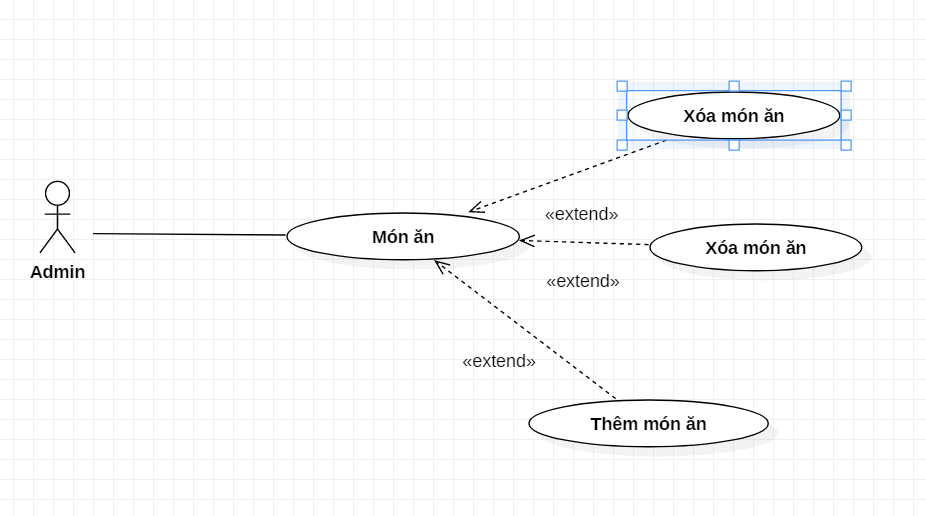 Xóa món ăn
«extend»
Món ăn
Xóa món ăn
Admin
«extend»
«extend»
Thêm món ăn